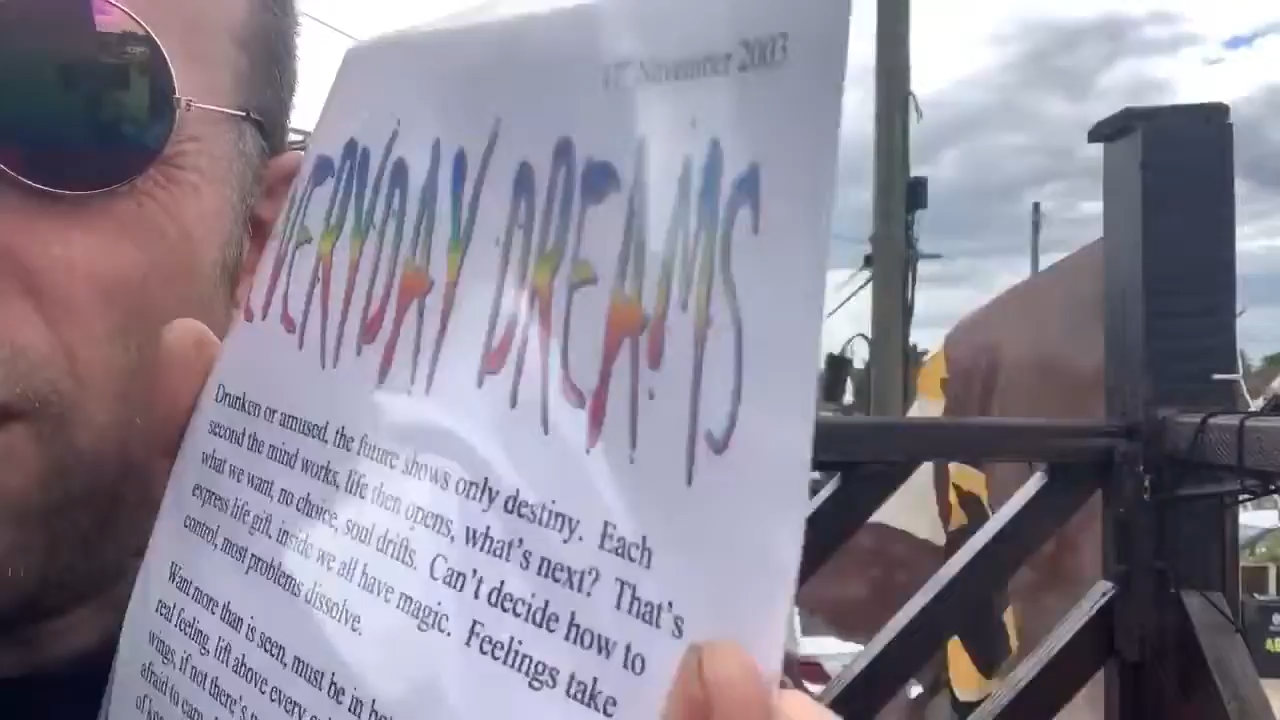 November 2003
EVERYDAY DREAMS
Drunken or amused, the future shows only destiny. Each
second the mind works, life then opens, what's next? That's
what we want, no choice, soul drifts. Can't decide how to
express life gift, inside we all have magic. Feelings take
control, most problems dissolve.
Want more than is seen, must be in
real feeling, lift above every
wings, if not there's
afraid to
of